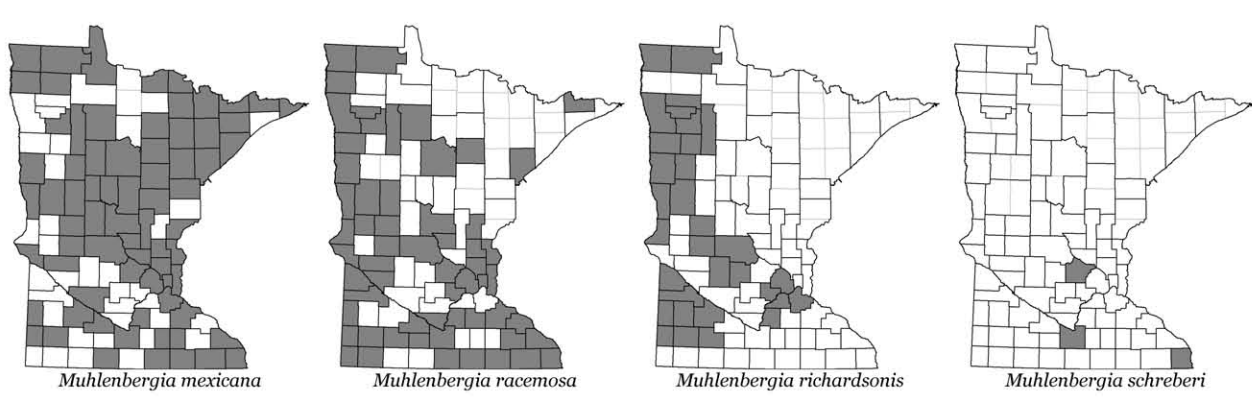 Muhlenbergia mexicana
Muhlenbergia racemosa
Muhlenbergia richardsonis
Muhlenbergia schreberi